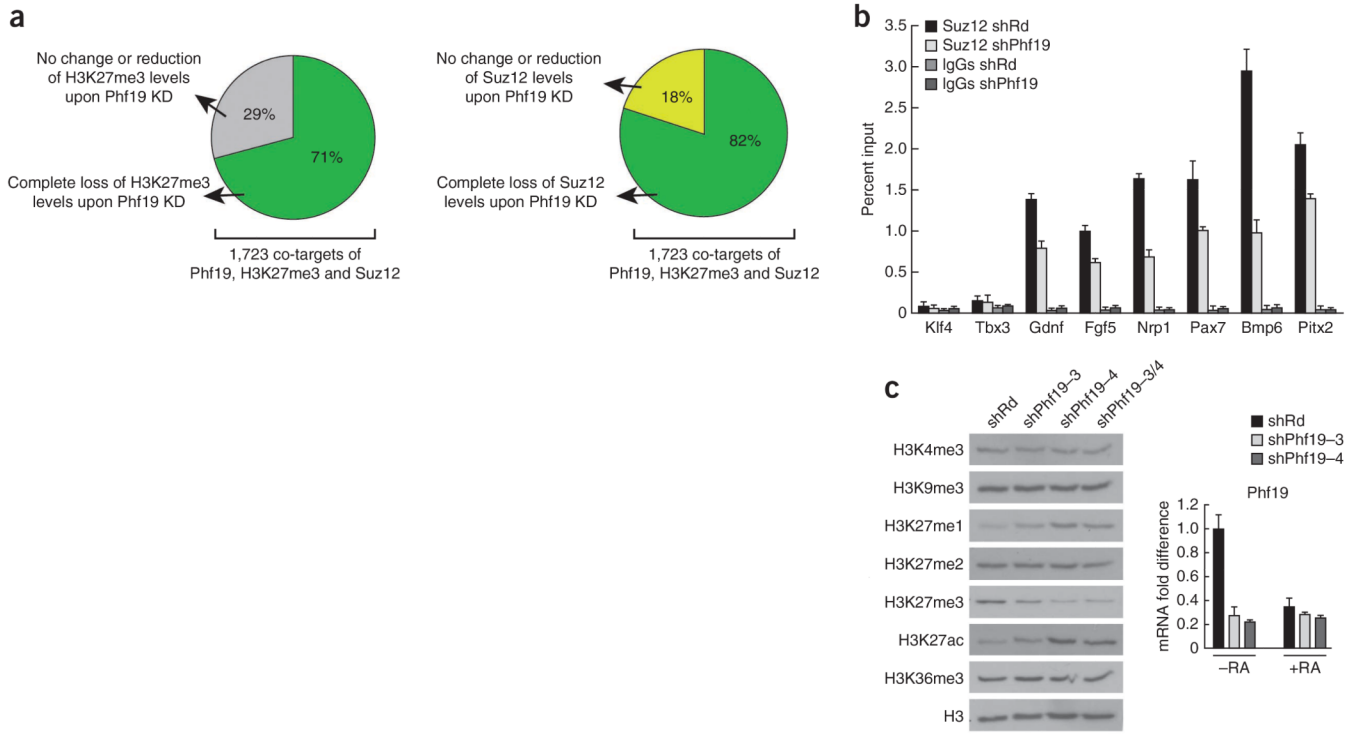 a
No change or reduction
of H3K27me3 levels
upon Phf19 KD
29%
71%
Complete loss of H3K27me3
levels upon Phf19 KD
1,723 co-targets of
Phf19, H3K27me3 and Suz12
No change or reduction
of Suz12 levels
upon Phf19 KD
18%
82%
Complete loss of Suz12
levels upon Phf19 KD
1,723 co-targets of
Phf19, H3K27me3 and Suz12
b
Suz12 shRd
Suz12 shPhf19
IgGs shRd
IgGs shPhf19
Percent input
3.5
3.0
2.5
2.0
1.5
1.0
0.5
0
Klf4 Tbx3 Gdnf Fgf5 Nrp1 Pax7 Bmp6 Pitx2
c
shRd shPhf19–3 shPhf19–4 shPhf19–3/4
H3K4me3
H3K9me3
H3K27me1
H3K27me2
H3K27me3
H3K27ac
H3K36me3
H3
shRd
shPhf19–3
shPhf19–4
Phf19
mRNA fold difference
1.2
1.0
0.8
0.6
0.4
0.2
0
–RA +RA